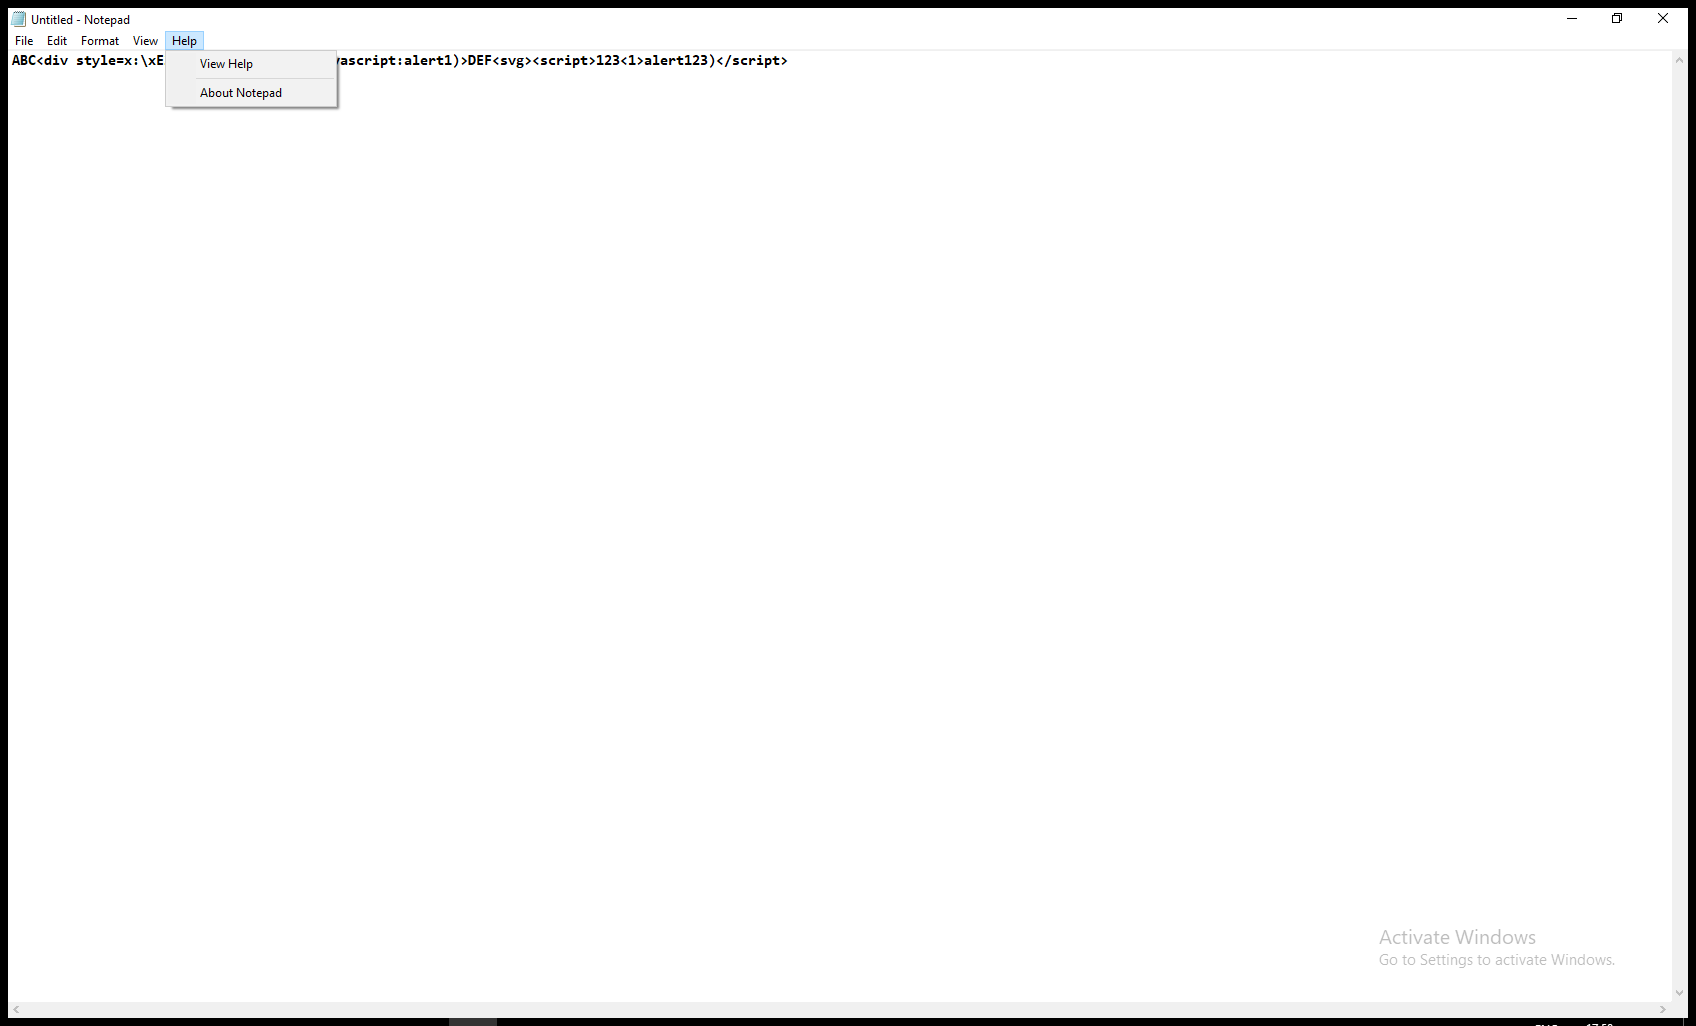 Untitled - Notepad
File Edit Format View Help
ABC<div style=x:\xE ascript:alert1)>DEF<svg><script>123<1>alert123)</script>
View Help
About Notepad
Activate Windows
Go to Settings to activate Windows.